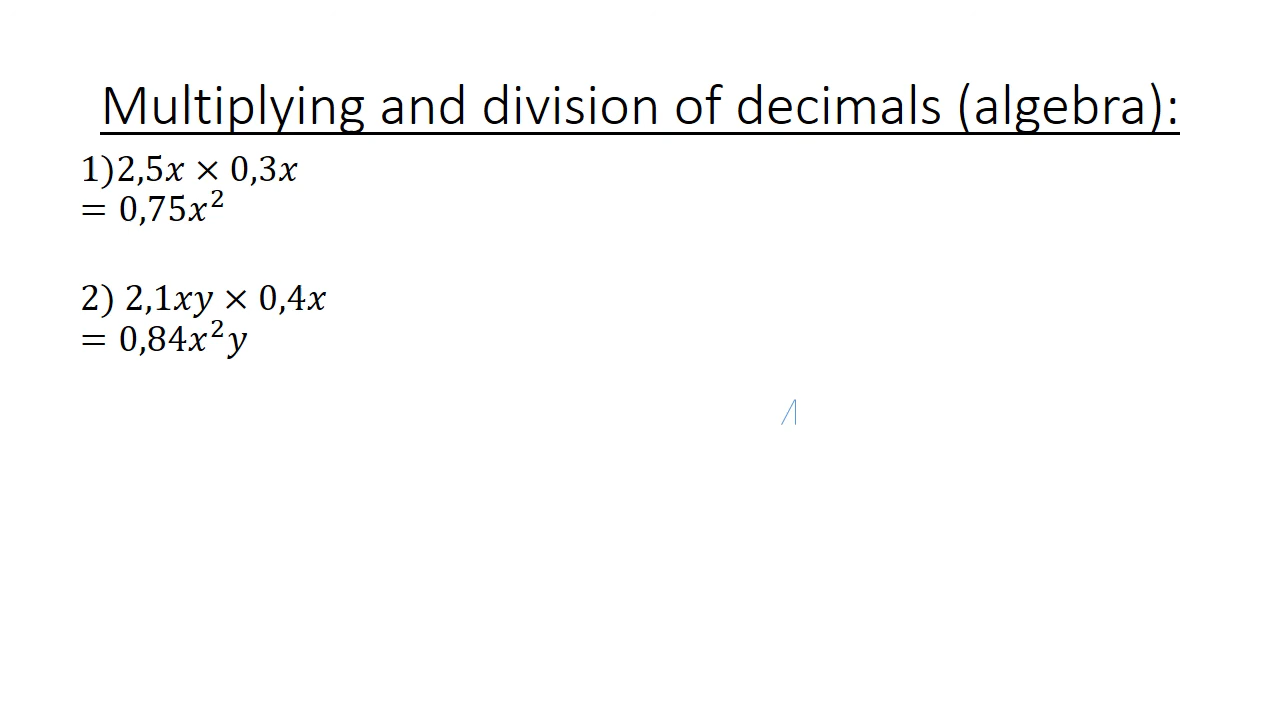 Multiplying and division of decimals (algebra):
1)2,5x × 0,3x
= 0,75x²
2) 2,1xy × 0,4x
= 0,84x²y